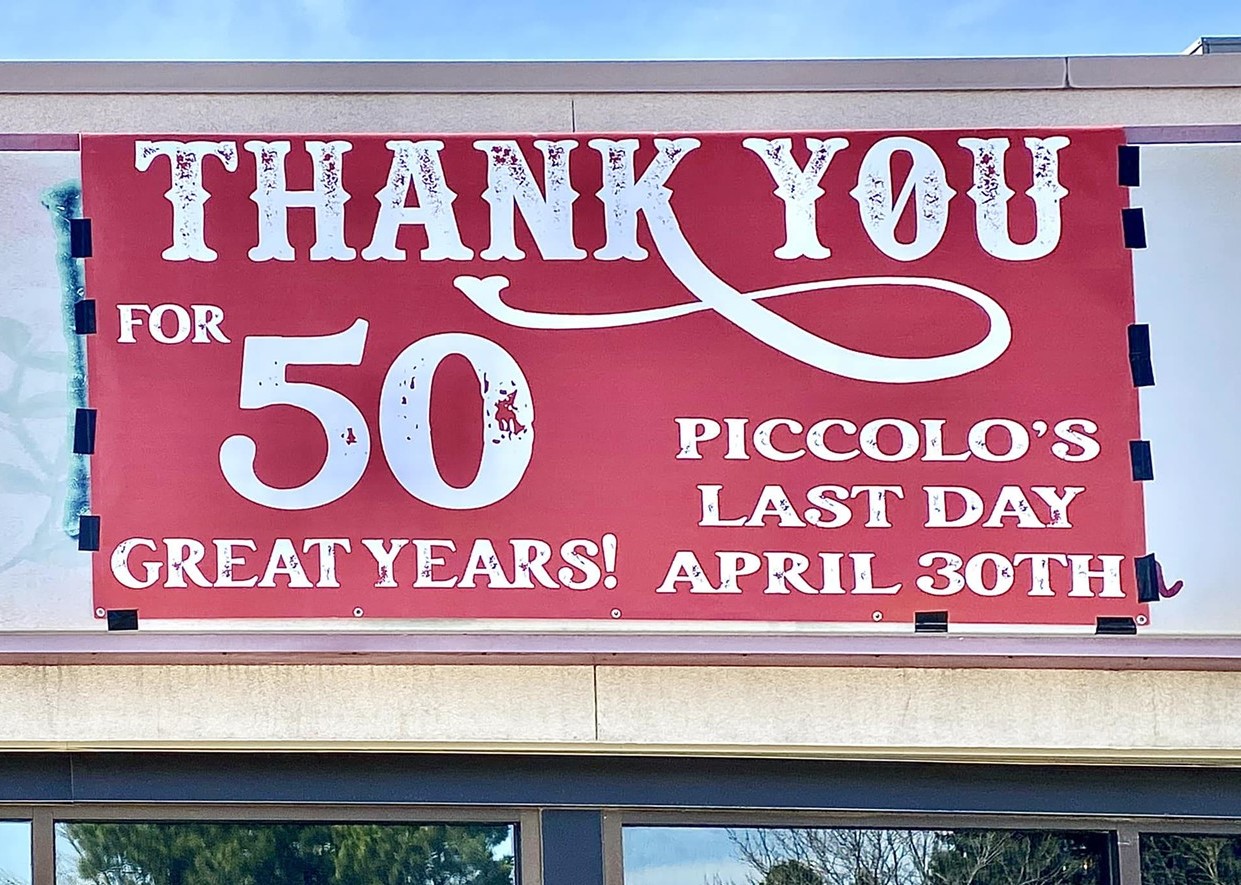 THANK YOU
FOR
50
GREAT YEARS!
PICCOLO'S
LAST DAY
APRIL 30TH